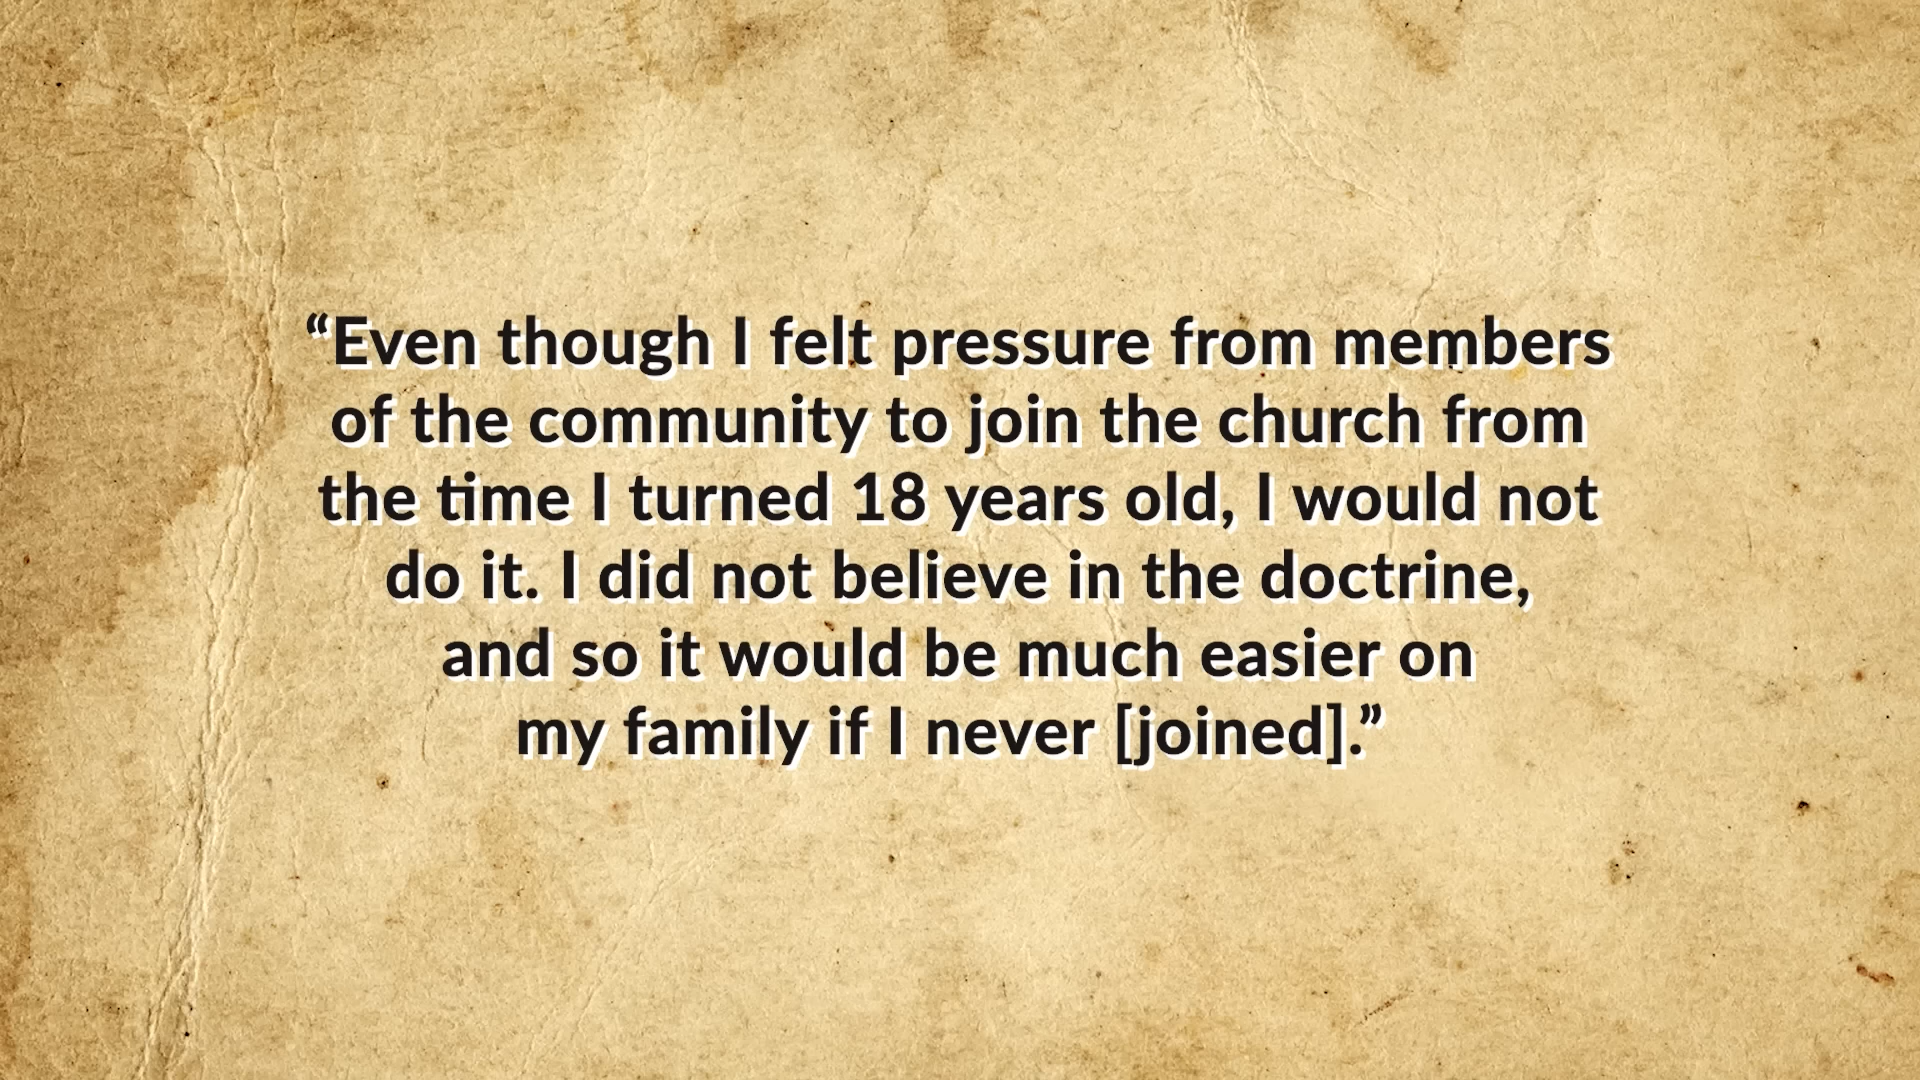 “Even though I felt pressure from members
of the community to join the church from
the time I turned 18 years old, I would not
do it. I did not believe in the doctrine,
and so it would be much easier on
my family if I never [joined].”